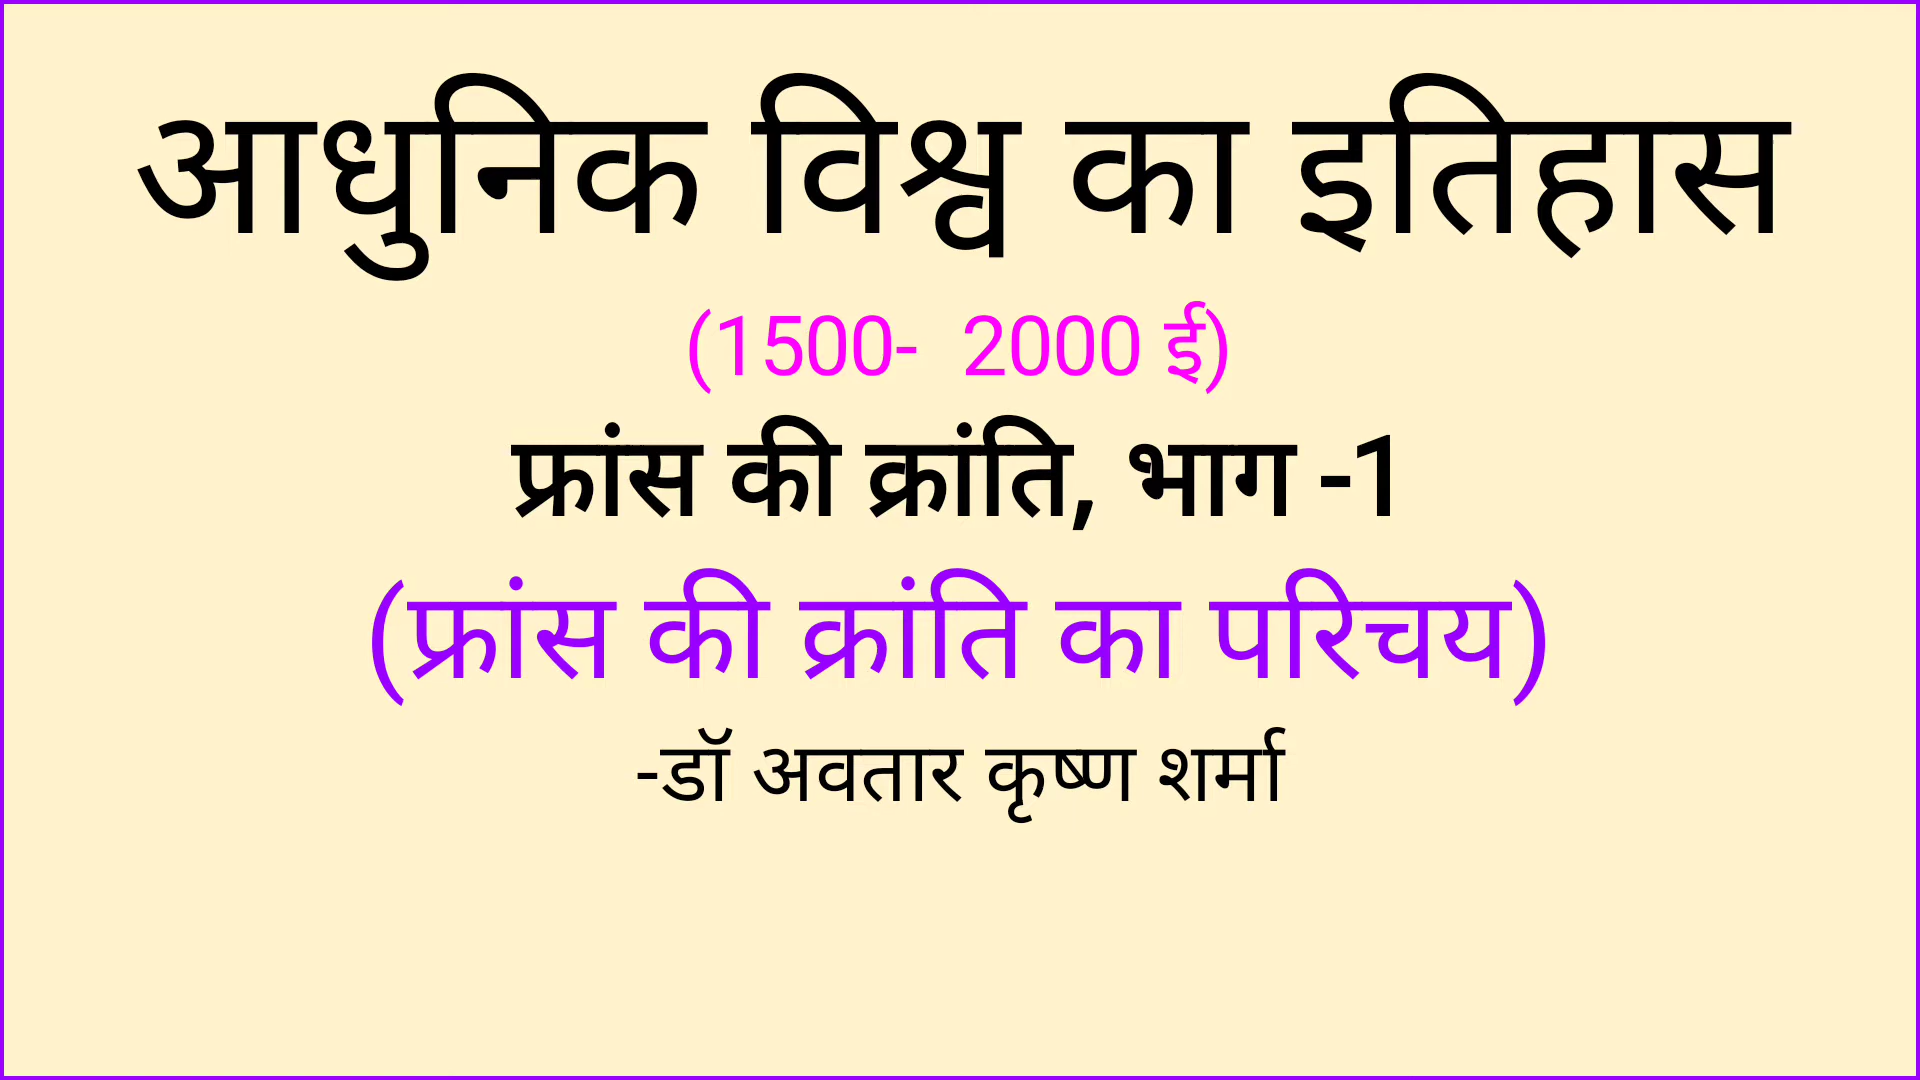 आधुनिक विश्व का इतिहास
(1500-  2000 ई)
फ्रांस की क्रांति, भाग -1
(फ्रांस की क्रांति का परिचय)
-डॉ अवतार कृष्ण शर्मा